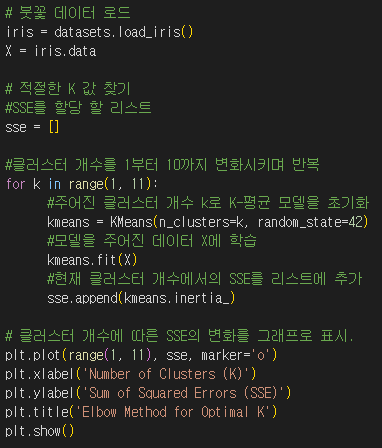 # 붓꽃 데이터 로드
iris = datasets.load_iris()
X = iris.data
# 적절한 K 값 찾기
#SSE를 할당 할 리스트
sse = []
#클러스터 개수를 1부터 10까지 변화시키며 반복
for k in range(1, 11):
    #주어진 클러스터 개수 k로 K-평균 모델을 초기화
    kmeans = KMeans(n_clusters=k, random_state=42)
    #모델을 주어진 데이터 X에 학습
    kmeans.fit(X)
    #현재 클러스터 개수에서의 SSE를 리스트에 추가
    sse.append(kmeans.inertia_)
# 클러스터 개수에 따른 SSE의 변화를 그래프로 표시.
plt.plot(range(1, 11), sse, marker='o')
plt.xlabel('Number of Clusters (K)')
plt.ylabel('Sum of Squared Errors (SSE)')
plt.title('Elbow Method for Optimal K')
plt.show()